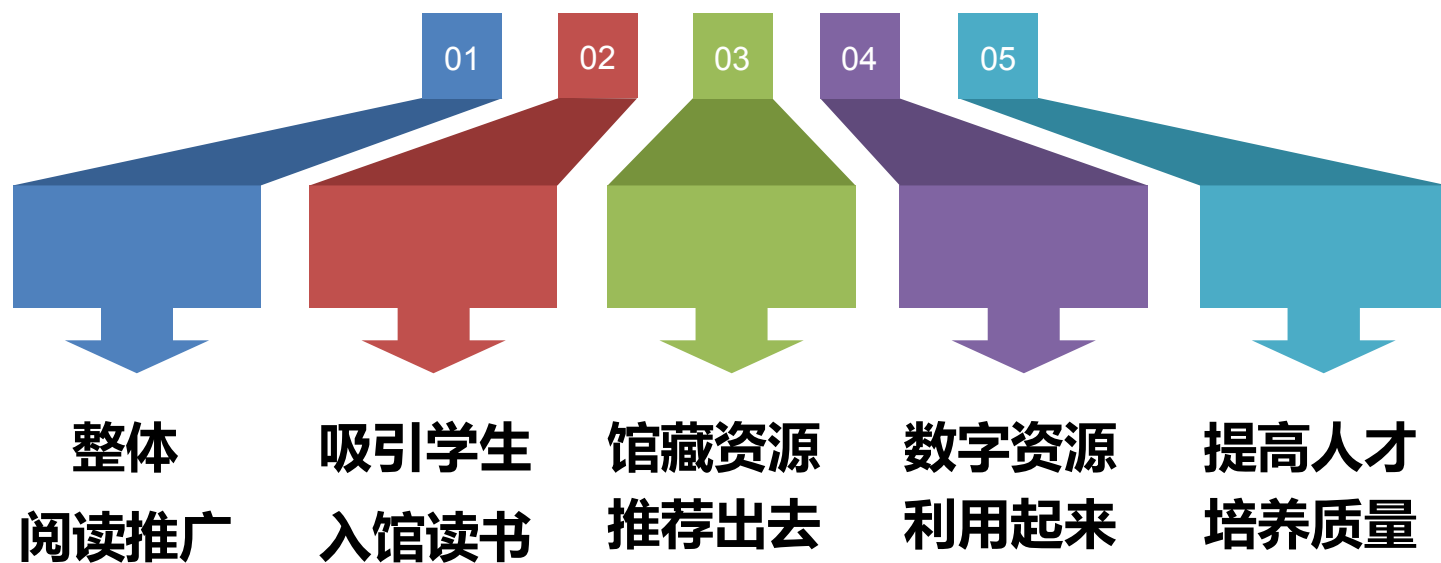 01
02
03
04
05
整体
阅读推广
吸引学生
入馆读书
馆藏资源
推荐出去
数字资源
利用起来
提高人才
培养质量